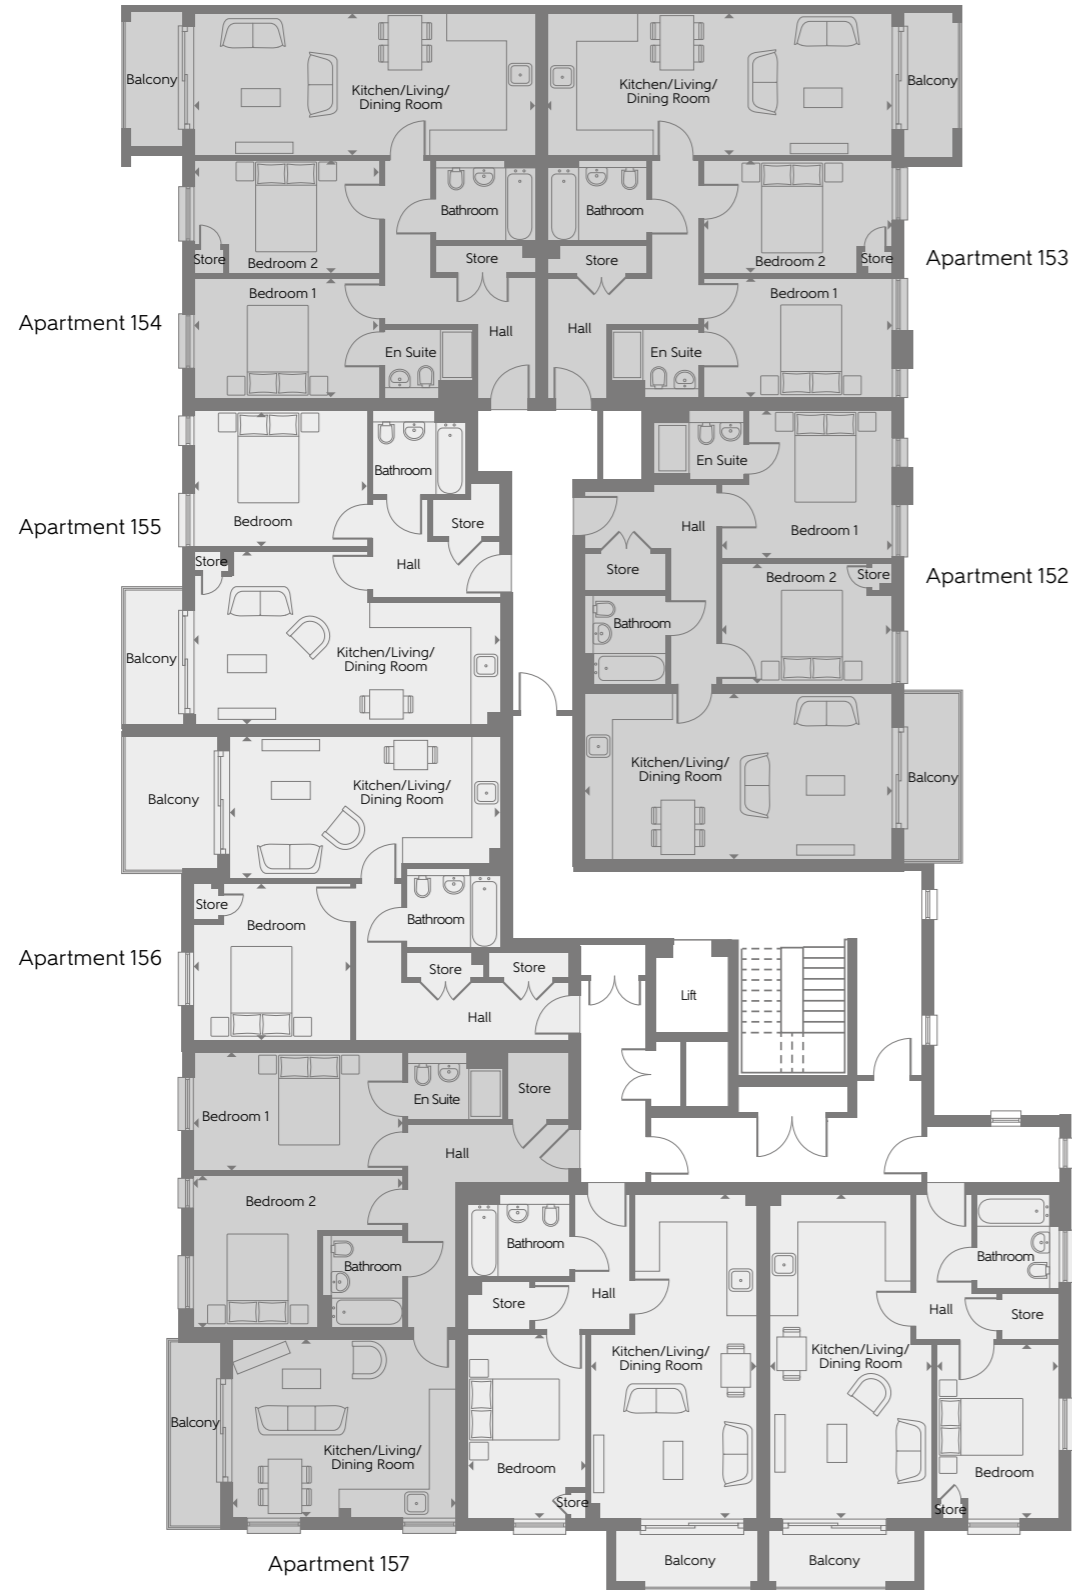 Balcony
Kitchen/Living/
Dining Room
Kitchen/Living/
Dining Room
Balcony
Bathroom
Bathroom
Store
Bedroom 2
Store
Store
Bedroom 2
Store
Apartment 153
Bedroom 1
Bedroom 1
Apartment 154
Hall
Hall
En Suite
En Suite
Bathroom
En Suite
Apartment 155
Bedroom
Store
Hall
Bedroom 1
Store
Hall
Store
Bedroom 2
Store
Apartment 152
Bathroom
Balcony
Kitchen/Living/
Dining Room
Balcony
Kitchen/Living/
Dining Room
Kitchen/Living/
Dining Room
Balcony
Store
Bedroom
Bathroom
Apartment 156
Store
Store
Lift
Hall
Bedroom 1
En Suite
Store
Hall
Bedroom 2
Bathroom
Bathroom
Bathroom
Store
Hall
Hall
Store
Kitchen/Living/
Dining Room
Kitchen/Living/
Dining Room
Balcony
Kitchen/Living/
Dining Room
Bedroom
Bedroom
Store
Store
Apartment 157
Balcony
Balcony